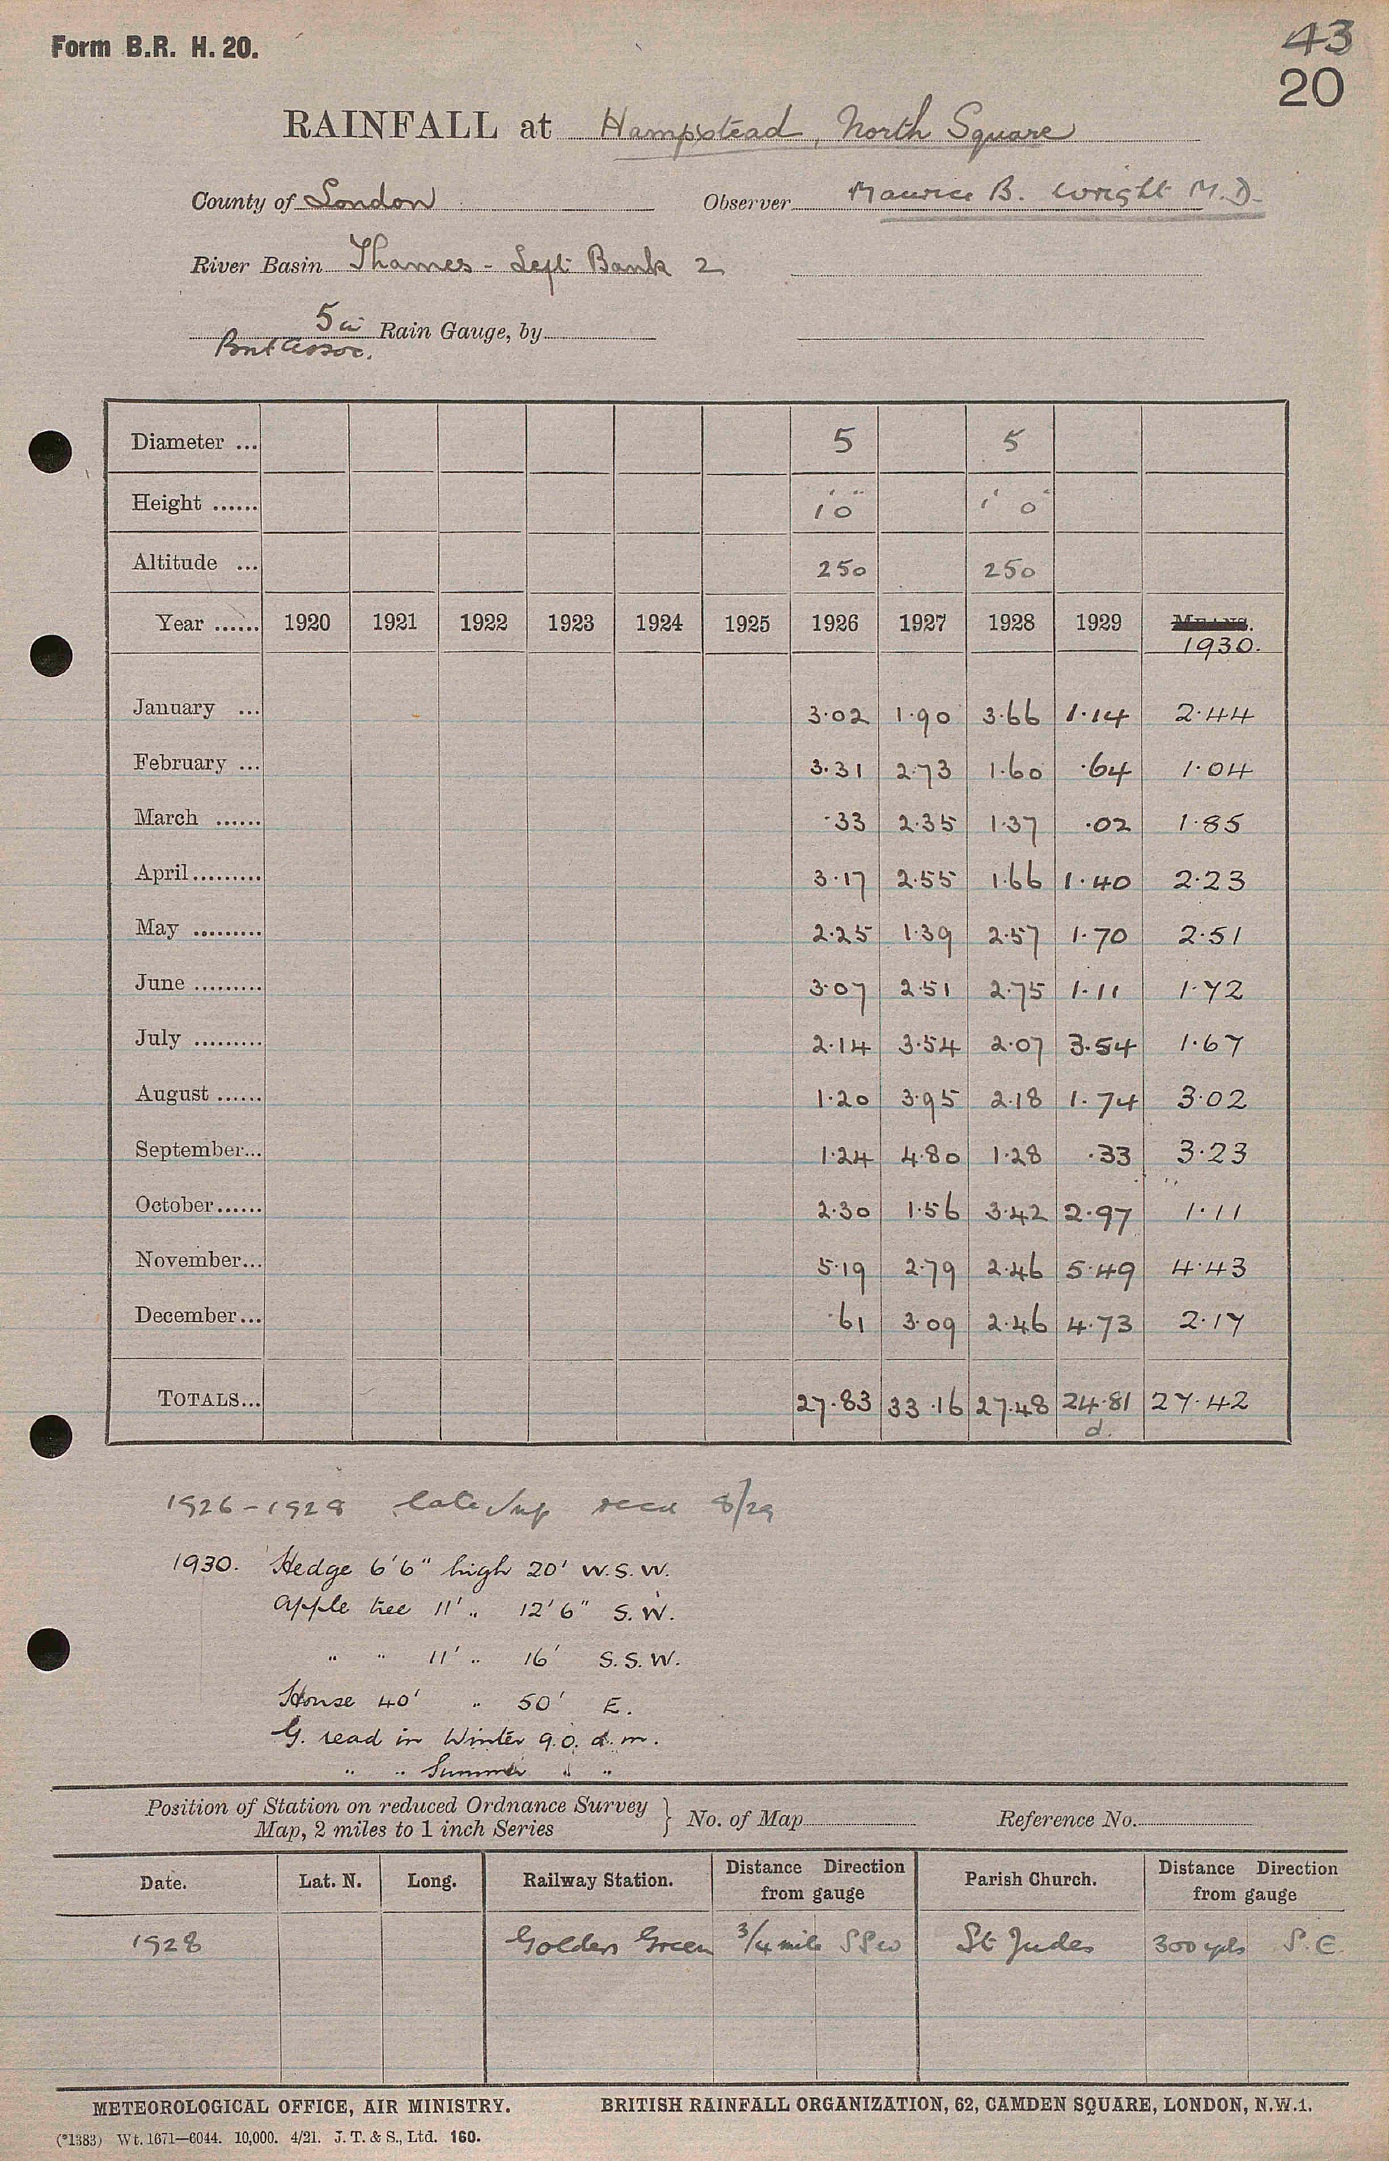 Form B.R. H. 20.
43
20
RAINFALL at Hampstead, North Square
County of London Observer Maurice B. Wright M.D.
River Basin Thames - Left Bank 2
5 in Rain Gauge, by
Brit Assoc.
Diameter ... 5 5
Height ...... 1' 0" 1' 0"
Altitude ... 250 250
Year ...... 1920 1921 1922 1923 1924 1925 1926 1927 1928 1929 MEANS.
1930.
January ... 3.02 1.90 3.66 1.14 2.44
February ... 3.31 2.73 1.60 .64 1.04
March ...... .33 2.35 1.37 .02 1.85
April......... 3.17 2.55 1.66 1.40 2.23
May ......... 2.25 1.39 2.57 1.70 2.51
June ......... 3.07 2.51 2.75 1.11 1.72
July ......... 2.14 3.54 2.07 3.54 1.67
August ...... 1.20 3.95 2.18 1.74 3.02
September... 1.24 4.80 1.28 .33 3.23
October...... 2.30 1.56 3.42 2.97 1.11
November... 5.19 2.79 2.46 5.49 4.43
December... .61 3.09 2.46 4.73 2.17
TOTALS... 27.83 33.16 27.48 24.81 27.42
d.
1926-1928 late recd 8/29
1930. Hedge 6'6" high 20' W.S.W.
Apple tree 11' " 12'6" S.W.
" " 11' " 16' S.S.W.
House 40' " 50' E.
G. read in Winter 9.0. a.m.
" " Summer " "
Position of Station on reduced Ordnance Survey
Map, 2 miles to 1 inch Series } No. of Map Reference No.
Date. Lat. N. Long. Railway Station. Distance Direction from gauge Parish Church. Distance Direction from gauge
1928 Golders Green 3/4 mile SSW St Judes 300 yds S.E.
METEOROLOGICAL OFFICE, AIR MINISTRY. BRITISH RAINFALL ORGANIZATION, 62, CAMDEN SQUARE, LONDON, N.W.1.
(*1383) Wt. 1671—6044. 10,000. 4/21. J. T. & S., Ltd. 160.